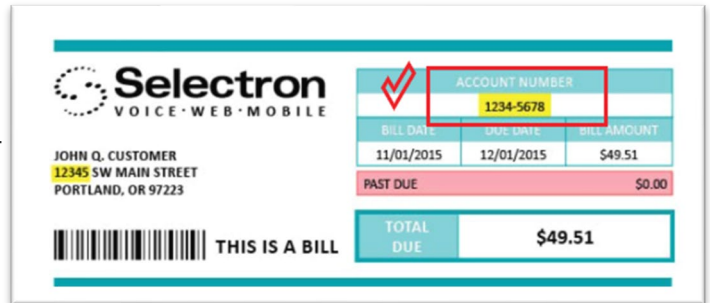 Selectron
VOICE·WEB·MOBILE
ACCOUNT NUMBER
1234-5678
BILL DATE DUE DATE BILL AMOUNT
11/01/2015 12/01/2015 $49.51
PAST DUE $0.00
JOHN Q. CUSTOMER
12345 SW MAIN STREET
PORTLAND, OR 97223
THIS IS A BILL
TOTAL DUE $49.51